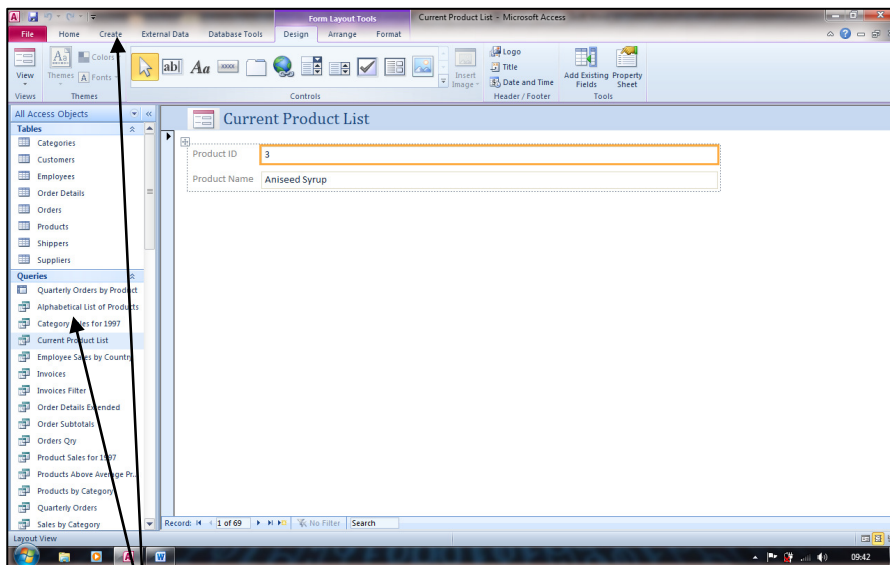 Form Layout Tools
Current Product List - Microsoft Access
File Home Create External Data Database Tools Design Arrange Format
View
Themes
Colors
A Fonts
ab| Aa xxxx
Insert
Image
Logo
Title
Date and Time
Add Existing
Fields
Property
Sheet
Views Themes Controls Header / Footer Tools
All Access Objects
Tables
Categories
Customers
Employees
Order Details
Orders
Products
Shippers
Suppliers
Queries
Quarterly Orders by Product
Alphabetical List of Products
Category Sales for 1997
Current Product List
Employee Sales by Country
Invoices
Invoices Filter
Order Details Extended
Order Subtotals
Orders Qry
Product Sales for 1997
Products Above Average Pr...
Products by Category
Quarterly Orders
Sales by Category
Current Product List
Product ID 3
Product Name Aniseed Syrup
Record: 1 of 69 No Filter Search
Layout View
09:42